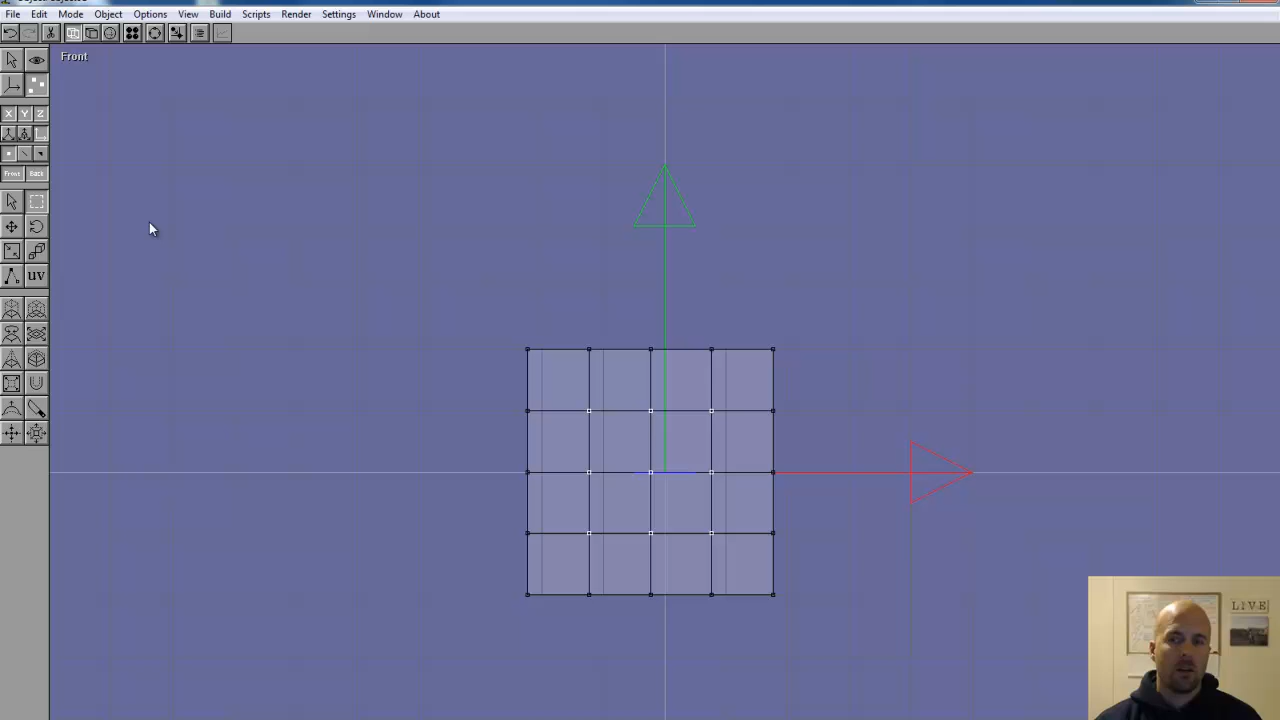 File Edit Mode Object Options View Build Scripts Render Settings Window About
Front
X Y Z
Front Back
uv
LIVE